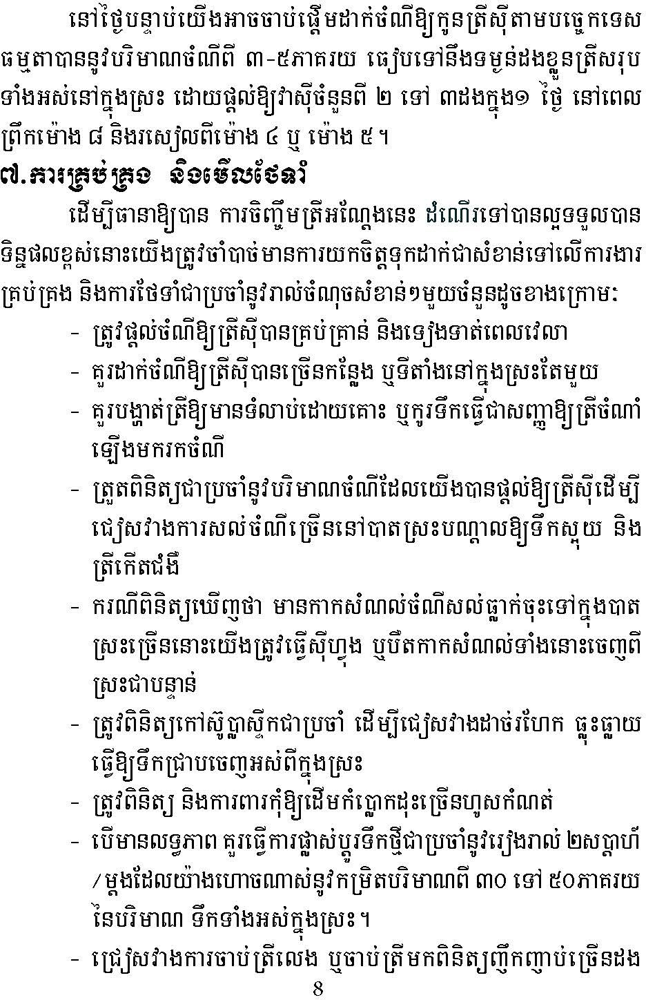 នៅថ្ងៃបន្ទាប់យើងអាចចាប់ផ្តើមដាក់ចំណីឱ្យកូនត្រីស៊ីតាមបច្ចេកទេស
ធម្មតាបាននូវបរិមាណចំណីពី ៣-៥ភាគរយ ធៀបទៅនឹងទម្ងន់ដងខ្លួនត្រីសរុប
ទាំងអស់នៅក្នុងស្រះ ដោយផ្តល់ឱ្យវាស៊ីចំនួនពី ២ ទៅ ៣ដងក្នុង១ ថ្ងៃ នៅពេល
ព្រឹកម៉ោង ៨ និងរសៀលពីម៉ោង ៤ ឬ ម៉ោង ៥ ។
៧.ការគ្រប់គ្រង និងមើលថែទាំ
ដើម្បីធានាឱ្យបាន ការចិញ្ចឹមត្រីអណ្តែងនេះ ដំណើរទៅបានល្អទទួលបាន
ទិន្នផលខ្ពស់នោះយើងត្រូវចាំបាច់មានការយកចិត្តទុកដាក់ជាសំខាន់ទៅលើការងារ
គ្រប់គ្រង និងការថែទាំជាប្រចាំនូវរាល់ចំណុចសំខាន់ៗមួយចំនួនដូចខាងក្រោមៈ
- ត្រូវផ្តល់ចំណីឱ្យត្រីស៊ីបានគ្រប់គ្រាន់ និងទៀងទាត់ពេលវេលា
- គួរដាក់ចំណីឱ្យត្រីស៊ីបានច្រើនកន្លែង ឬទីតាំងនៅក្នុងស្រះតែមួយ
- គួរបង្ហាត់ត្រីឱ្យមានទំលាប់ដោយគោះ ឬកូរទឹកធ្វើជាសញ្ញាឱ្យត្រីចំណាំ
ឡើងមករកចំណី
- ត្រួតពិនិត្យជាប្រចាំនូវបរិមាណចំណីដែលយើងបានផ្តល់ឱ្យត្រីស៊ីដើម្បី
ជៀសវាងការសល់ចំណីច្រើននៅបាតស្រះបណ្តាលឱ្យទឹកស្អុយ និង
ត្រីកើតជំងឺ
- ករណីពិនិត្យឃើញថា មានកាកសំណល់ចំណីសល់ធ្លាក់ចុះទៅក្នុងបាត
ស្រះច្រើននោះយើងត្រូវធ្វើស៊ីហ្វុង ឬបឺតកាកសំណល់ទាំងនោះចេញពី
ស្រះជាបន្ទាន់
- ត្រូវពិនិត្យកៅស៊ូប្លាស្ទីកជាប្រចាំ ដើម្បីជៀសវាងដាច់រហែក ធ្លុះធ្លាយ
ធ្វើឱ្យទឹកជ្រាបចេញអស់ពីក្នុងស្រះ
- ត្រូវពិនិត្យ និងការពារកុំឱ្យដើមកំប្លោកដុះច្រើនហួសកំណត់
- បើមានលទ្ធភាព គួរធ្វើការផ្លាស់ប្តូរទឹកថ្មីជាប្រចាំនូវរៀងរាល់ ២សប្តាហ៍
/ម្តងដែលយ៉ាងហោចណាស់នូវកម្រិតបរិមាណពី ៣០ ទៅ ៥០ភាគរយ
នៃបរិមាណ ទឹកទាំងអស់ក្នុងស្រះ។
- ជ្រៀសវាងការចាប់ត្រីលេង ឬចាប់ត្រីមកពិនិត្យញឹកញាប់ច្រើនដង
8